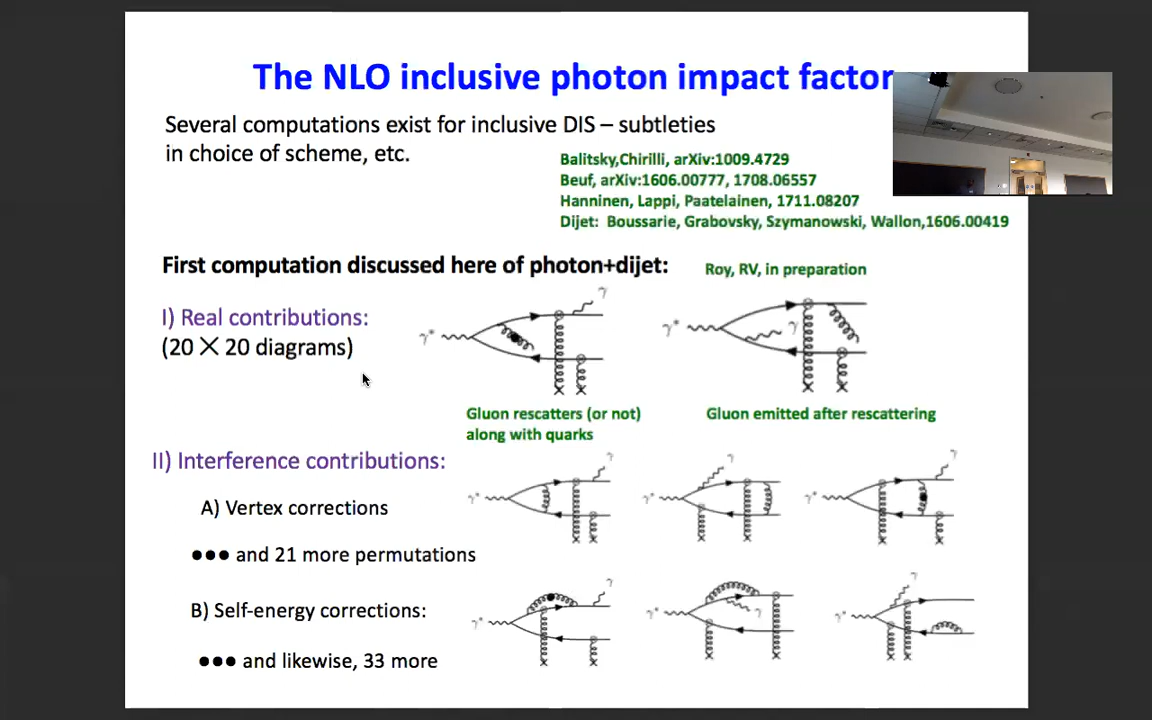 The NLO inclusive photon impact factor
Several computations exist for inclusive DIS – subtleties
in choice of scheme, etc.
Balitsky,Chirilli, arXiv:1009.4729
Beuf, arXiv:1606.00777, 1708.06557
Hanninen, Lappi, Paatelainen, 1711.08207
Dijet: Boussarie, Grabovsky, Szymanowski, Wallon,1606.00419
First computation discussed here of photon+dijet:
Roy, RV, in preparation
I) Real contributions:
(20 X 20 diagrams)
γ* γ
γ* γ
Gluon rescatters (or not)
along with quarks
Gluon emitted after rescattering
II) Interference contributions:
γ* γ
γ* γ
γ* γ
A) Vertex corrections
●●● and 21 more permutations
B) Self-energy corrections:
γ* γ
γ* γ
γ* γ
●●● and likewise, 33 more